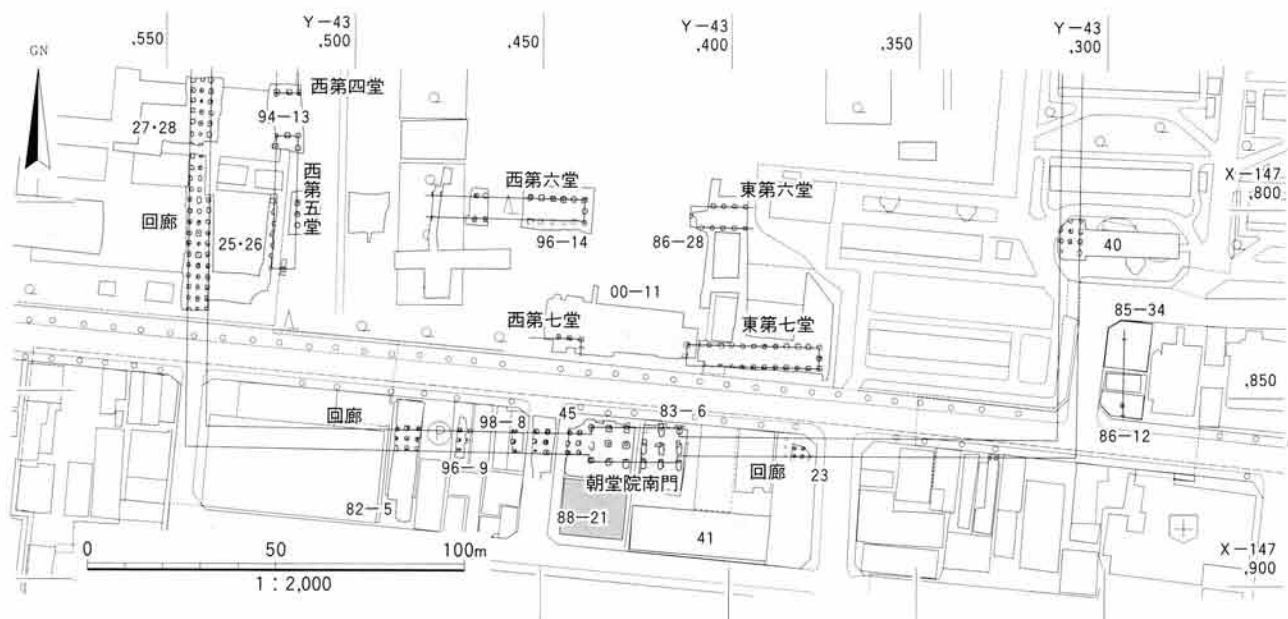 Y-43 Y-43 Y-43
,550 ,500 ,450 ,400 ,350 ,300
GN
西第四堂
94-13
27・28
西第五堂
西第六堂
東第六堂
X-147
,800
回廊
25・26
96-14
86-28
40
00-11
西第七堂
東第七堂
85-34
,850
回廊
98-8
45
83-6
86-12
P
96-9
回廊
23
朝堂院南門
82-5
88-21
41
0 50 100m
1:2,000
X-147
,900